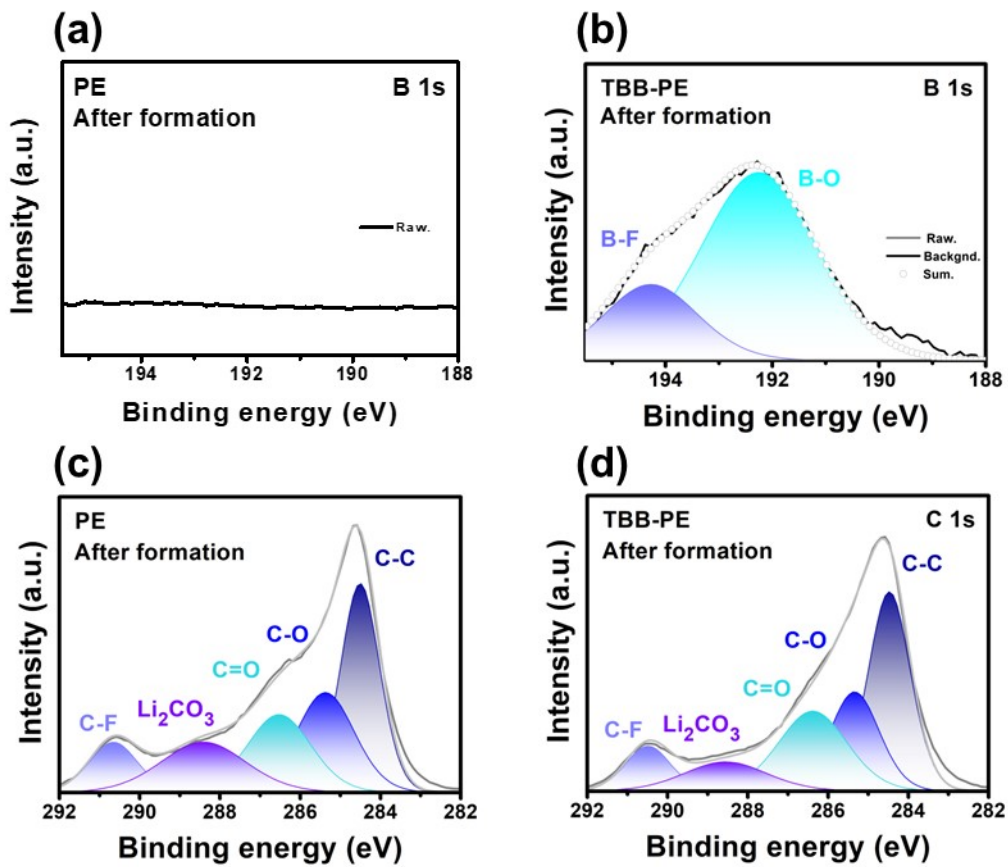 (a)
PE
B 1s
After formation
Raw.
Intensity (a.u.)
194
192
190
188
Binding energy (eV)
(b)
TBB-PE
B 1s
After formation
B-O
B-F
Raw.
Backgnd.
Sum.
Intensity (a.u.)
194
192
190
188
Binding energy (eV)
(c)
PE
After formation
C-C
C-O
C=O
Li₂CO₃
C-F
Intensity (a.u.)
292
290
288
286
284
282
Binding energy (eV)
(d)
TBB-PE
C 1s
After formation
C-C
C-O
C=O
Li₂CO₃
C-F
Intensity (a.u.)
292
290
288
286
284
282
Binding energy (eV)